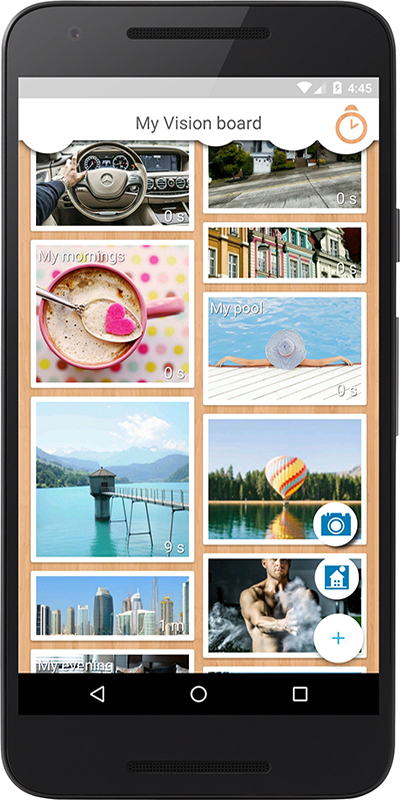 4:45
My Vision board
0 s
0 s
0 s
My mornings
0 s
My pool
0 s
9 s
1 m
My evening
+